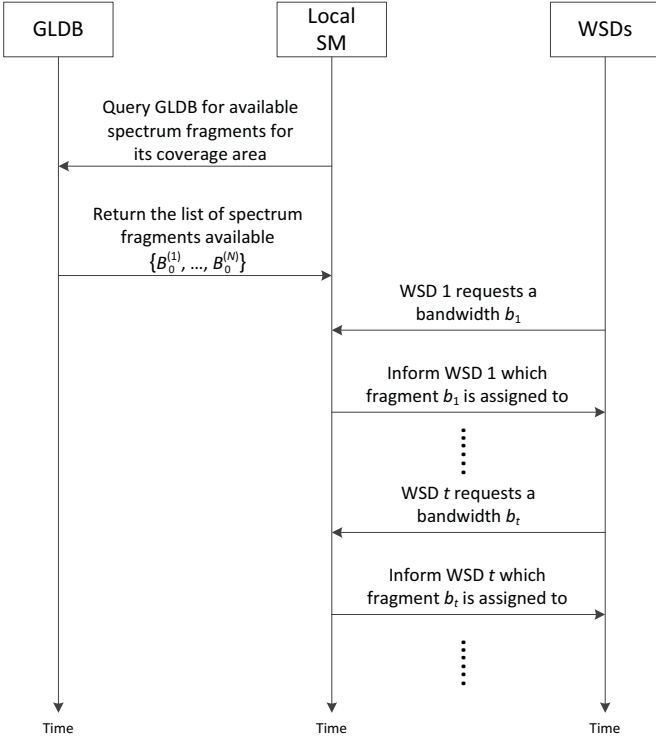 GLDB
Local
SM
WSDs
Query GLDB for available
spectrum fragments for
its coverage area
Return the list of spectrum
fragments available
{B₀⁽¹⁾, ..., B₀⁽ᴺ⁾}
WSD 1 requests a
bandwidth b₁
Inform WSD 1 which
fragment b₁ is assigned to
WSD t requests a
bandwidth bₜ
Inform WSD t which
fragment bₜ is assigned to
Time
Time
Time